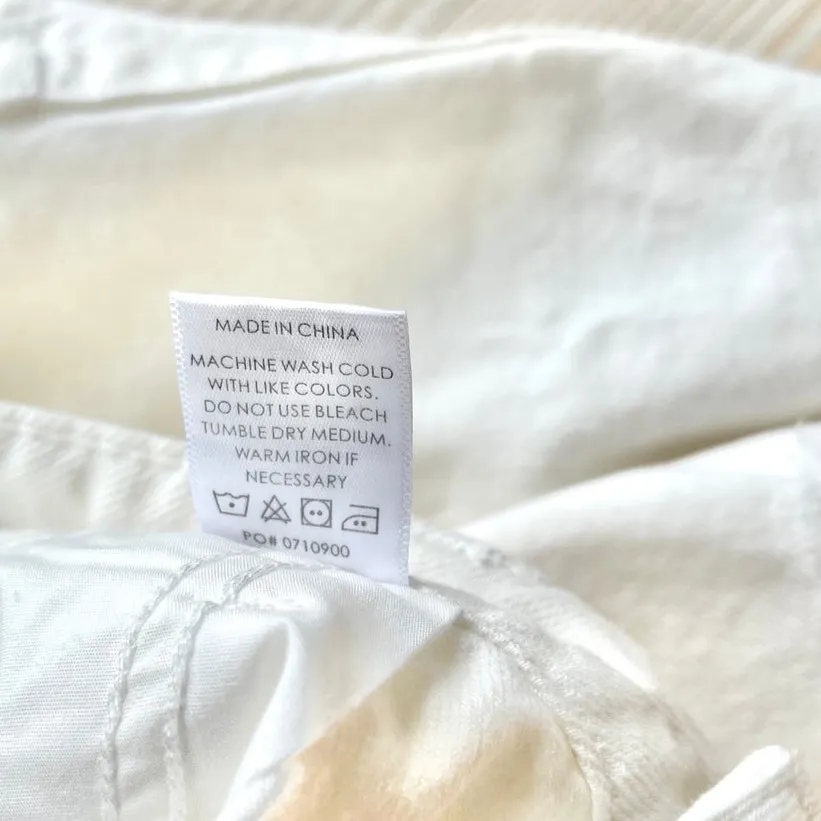 MADE IN CHINA
MACHINE WASH COLD
WITH LIKE COLORS.
DO NOT USE BLEACH
TUMBLE DRY MEDIUM.
WARM IRON IF
NECESSARY
PO# 0710900